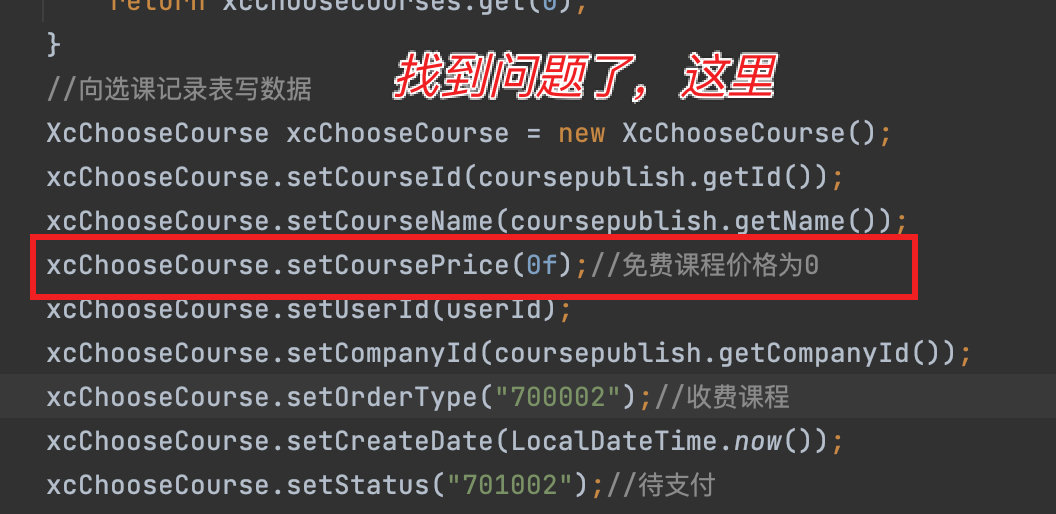 return xcChooseCourses.get(0);
}
找到问题了，这里
//向选课记录表写数据
XcChooseCourse xcChooseCourse = new XcChooseCourse();
xcChooseCourse.setCourseId(coursepublish.getId());
xcChooseCourse.setCourseName(coursepublish.getName());
xcChooseCourse.setCoursePrice(0f);//免费课程价格为0
xcChooseCourse.setUserId(userId);
xcChooseCourse.setCompanyId(coursepublish.getCompanyId());
xcChooseCourse.setOrderType("700002");//收费课程
xcChooseCourse.setCreateDate(LocalDateTime.now());
xcChooseCourse.setStatus("701002");//待支付